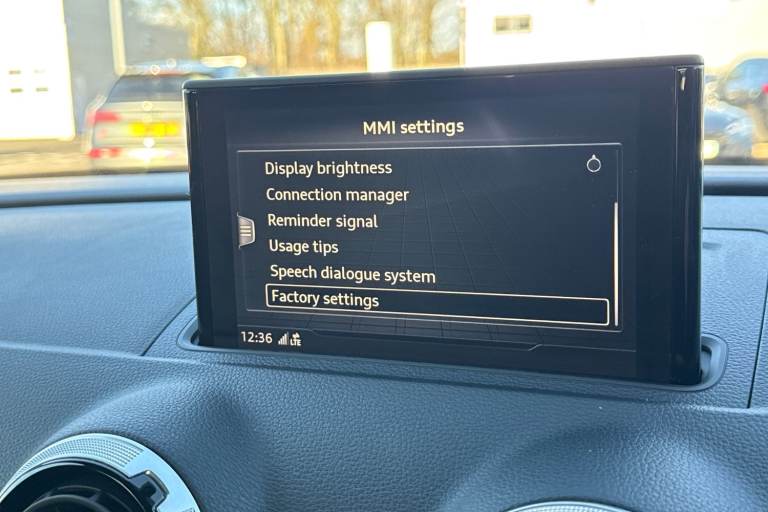 MMI settings
Display brightness
Connection manager
Reminder signal
Usage tips
Speech dialogue system
Factory settings
12:36 LTE